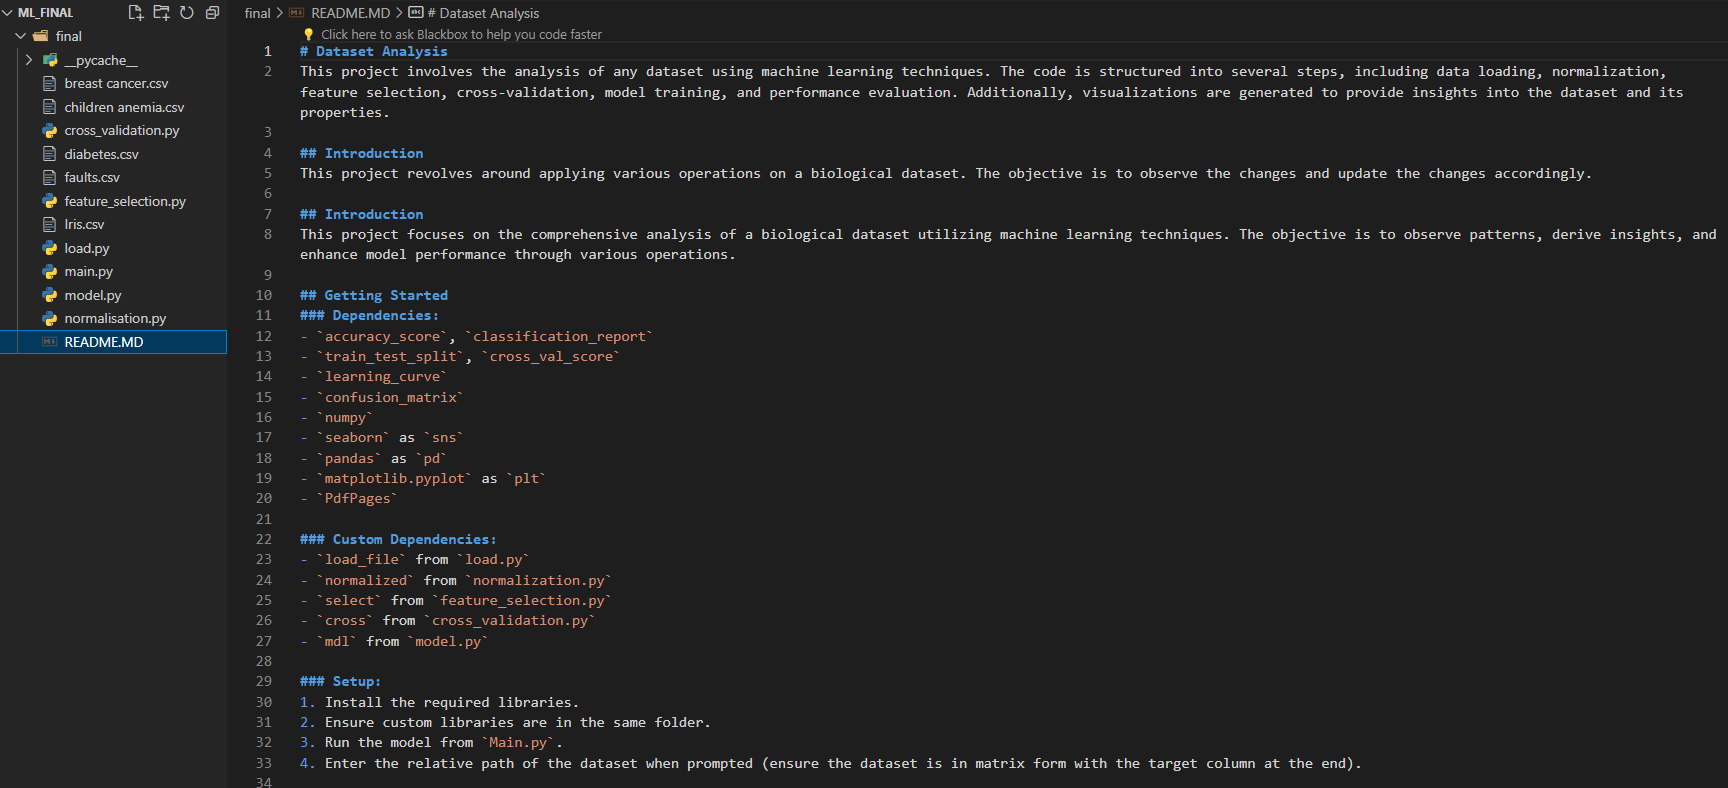 ML_FINAL
final
__pycache__
breast cancer.csv
children anemia.csv
cross_validation.py
diabetes.csv
faults.csv
feature_selection.py
Iris.csv
load.py
main.py
model.py
normalisation.py
README.MD
final > README.MD > # Dataset Analysis
Click here to ask Blackbox to help you code faster
1 # Dataset Analysis
2 This project involves the analysis of any dataset using machine learning techniques. The code is structured into several steps, including data loading, normalization,
feature selection, cross-validation, model training, and performance evaluation. Additionally, visualizations are generated to provide insights into the dataset and its
properties.
3
4 ## Introduction
5 This project revolves around applying various operations on a biological dataset. The objective is to observe the changes and update the changes accordingly.
6
7 ## Introduction
8 This project focuses on the comprehensive analysis of a biological dataset utilizing machine learning techniques. The objective is to observe patterns, derive insights, and
enhance model performance through various operations.
9
10 ## Getting Started
11 ### Dependencies:
12 - `accuracy_score`, `classification_report`
13 - `train_test_split`, `cross_val_score`
14 - `learning_curve`
15 - `confusion_matrix`
16 - `numpy`
17 - `seaborn` as `sns`
18 - `pandas` as `pd`
19 - `matplotlib.pyplot` as `plt`
20 - `PdfPages`
21
22 ### Custom Dependencies:
23 - `load_file` from `load.py`
24 - `normalized` from `normalization.py`
25 - `select` from `feature_selection.py`
26 - `cross` from `cross_validation.py`
27 - `mdl` from `model.py`
28
29 ### Setup:
30 1. Install the required libraries.
31 2. Ensure custom libraries are in the same folder.
32 3. Run the model from `Main.py`.
33 4. Enter the relative path of the dataset when prompted (ensure the dataset is in matrix form with the target column at the end).
34